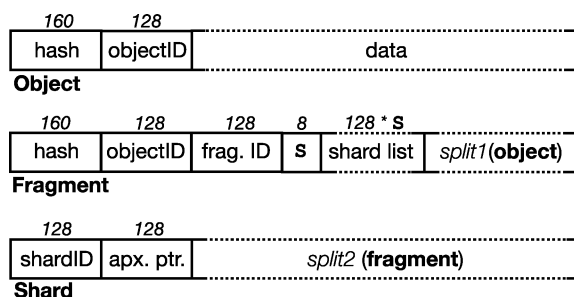 160 128
hash objectID data
Object
160 128 128 8 128 * S
hash objectID frag. ID S shard list split1(object)
Fragment
128 128
shardID apx. ptr. split2 (fragment)
Shard